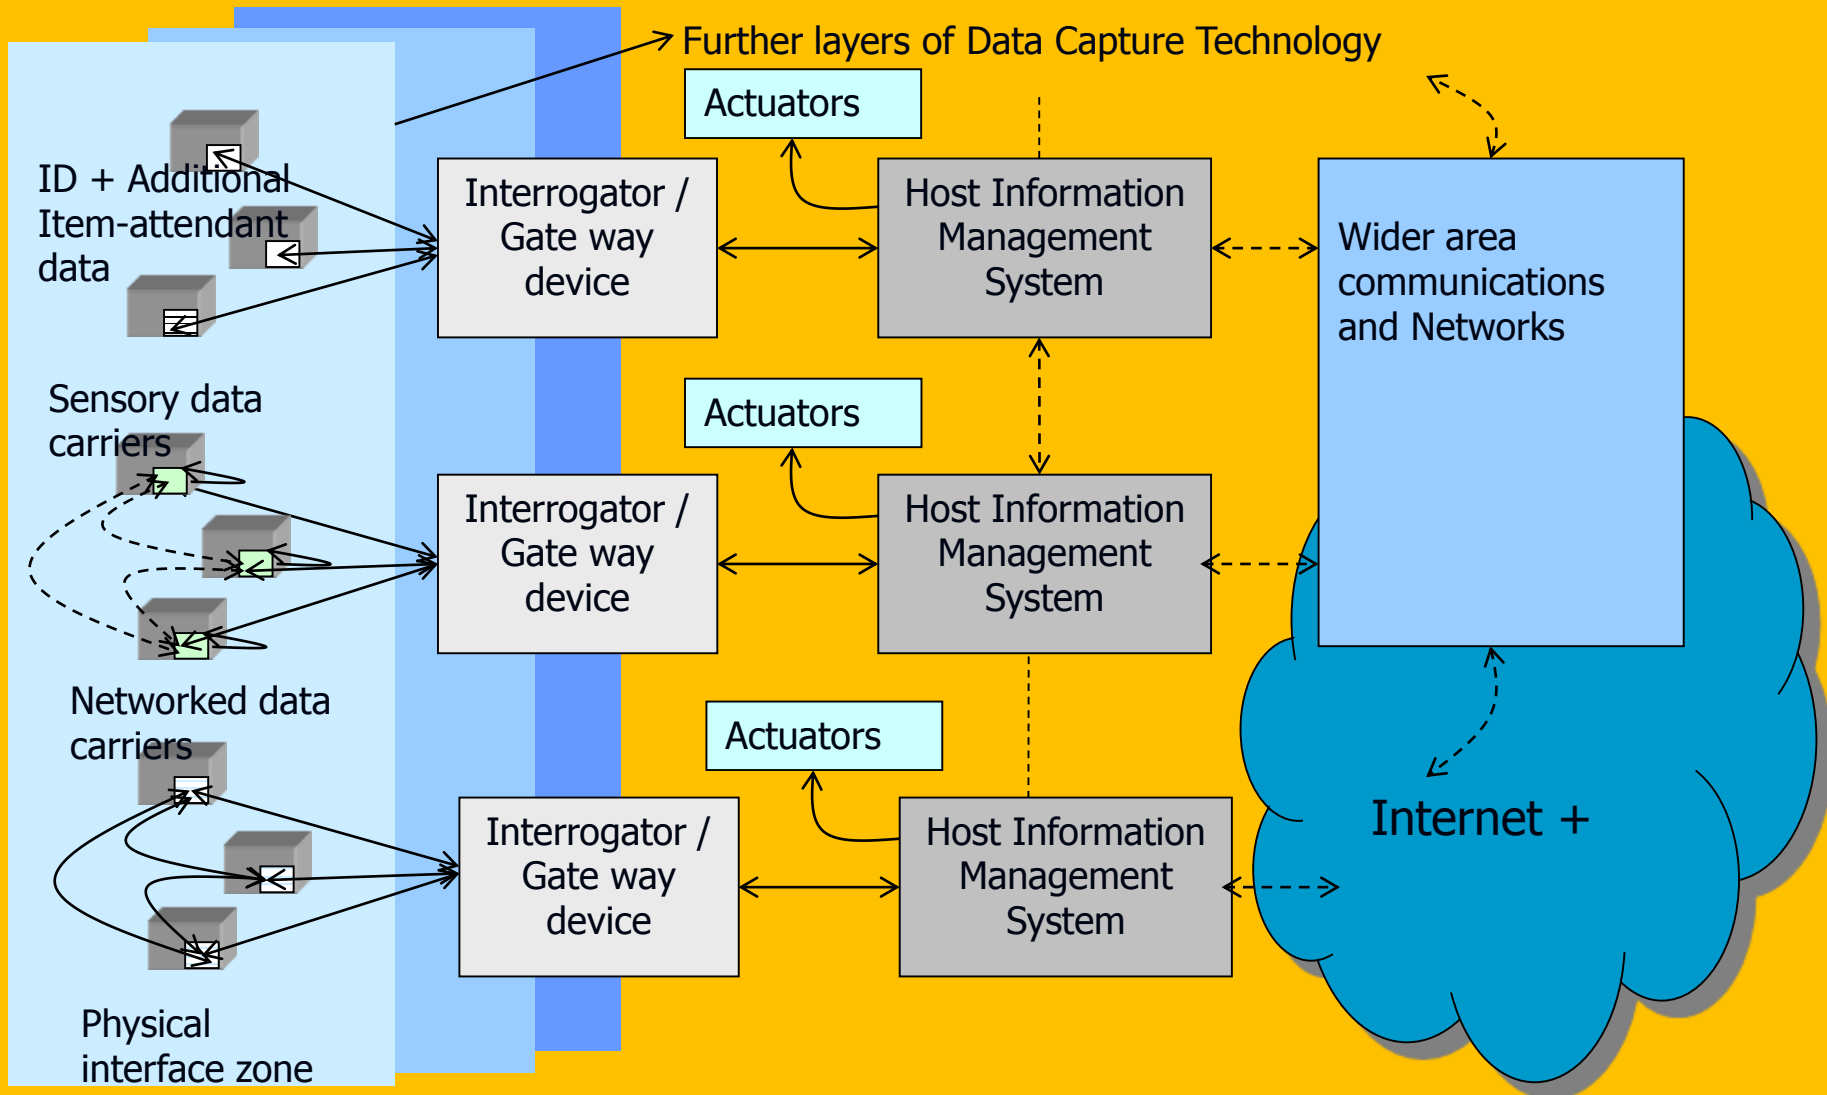 Further layers of Data Capture Technology
Actuators
ID + Additional
Item-attendant
data
Interrogator /
Gate way
device
Host Information
Management
System
Wider area
communications
and Networks
Sensory data
carriers
Actuators
Interrogator /
Gate way
device
Host Information
Management
System
Networked data
carriers
Actuators
Interrogator /
Gate way
device
Host Information
Management
System
Internet +
Physical
interface zone